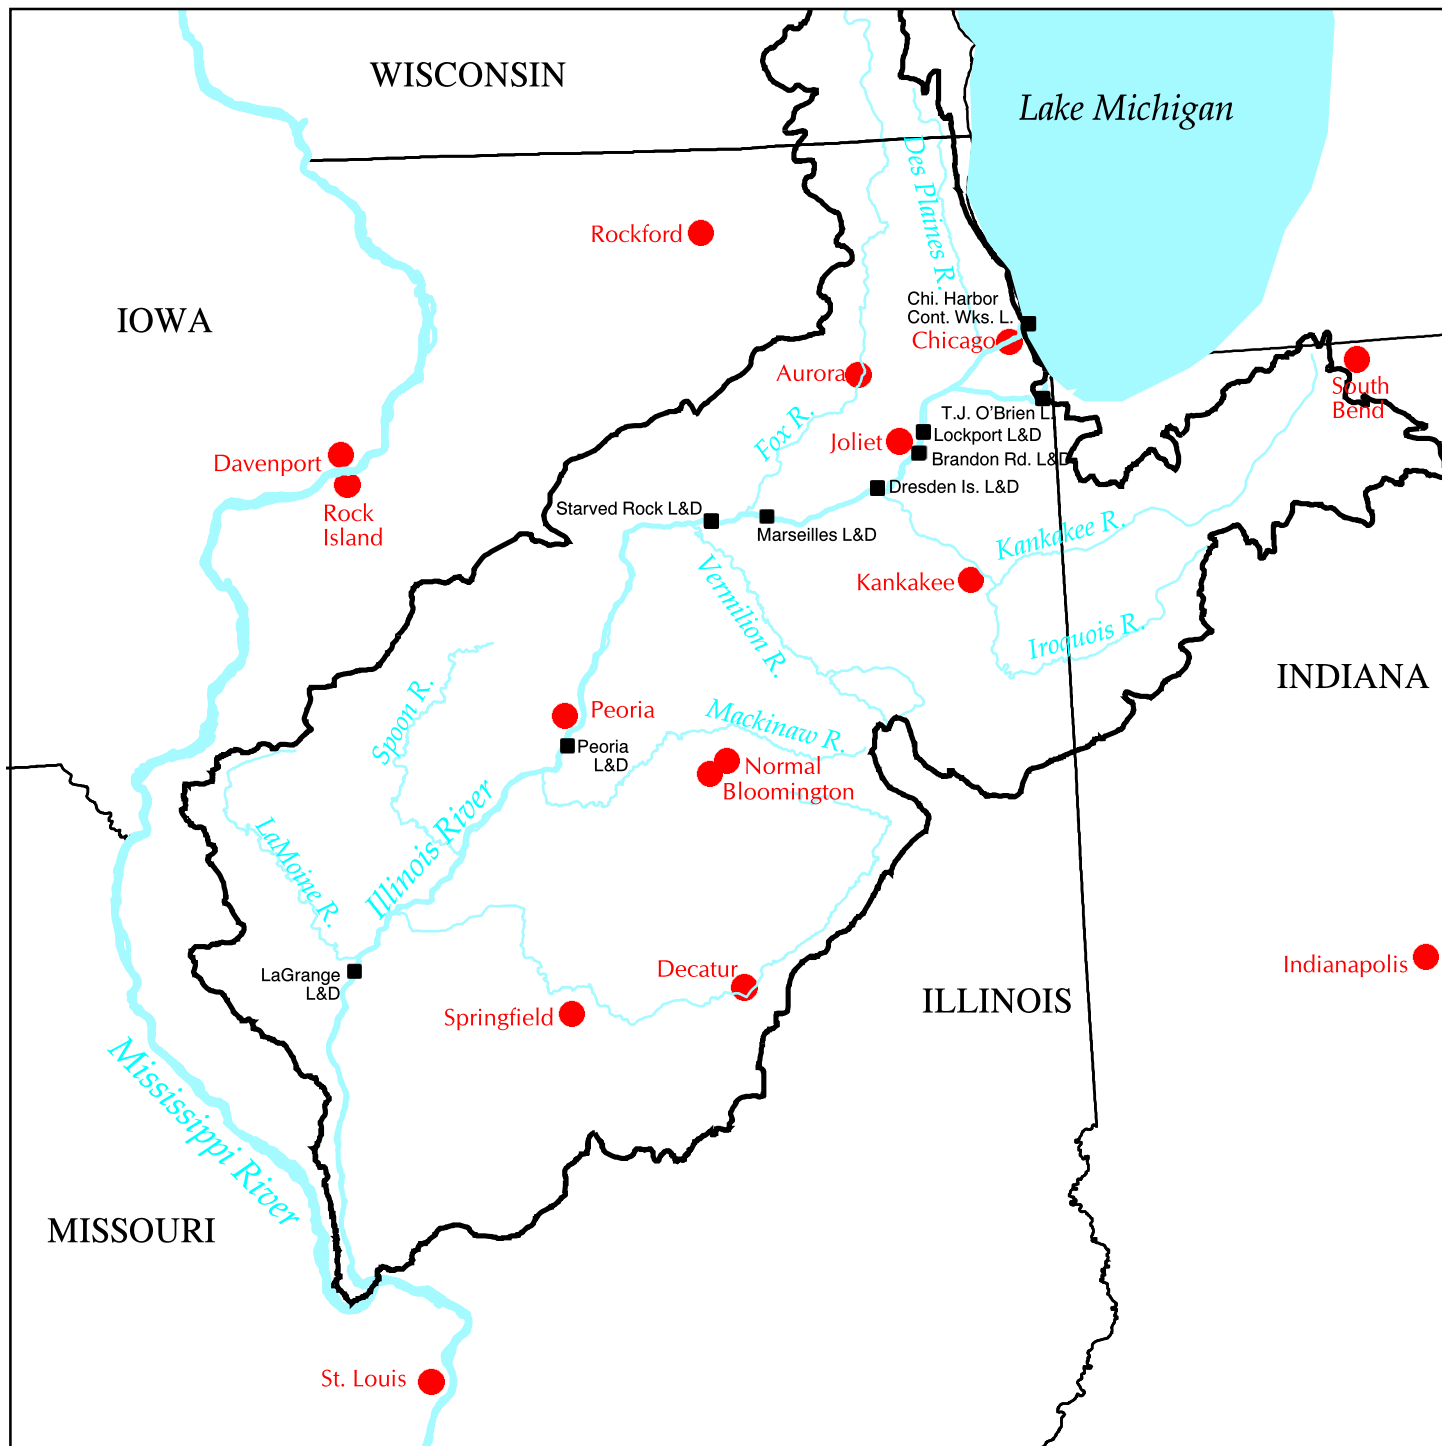 WISCONSIN
Lake Michigan
Des Plaines R.
Rockford
IOWA
Chi. Harbor
Cont. Wks. L.
Chicago
Aurora
South
Bend
T.J. O'Brien L.
Fox R.
Joliet
Lockport L&D
Brandon Rd. L&D
Davenport
Dresden Is. L&D
Rock
Island
Starved Rock L&D
Marseilles L&D
Kankakee R.
Vermilion R.
Kankakee
Iroquois R.
INDIANA
Spoon R.
Peoria
Mackinaw R.
Peoria
L&D
Normal
Bloomington
Illinois River
LaMoine R.
LaGrange
L&D
Decatur
Indianapolis
ILLINOIS
Springfield
Mississippi River
MISSOURI
St. Louis